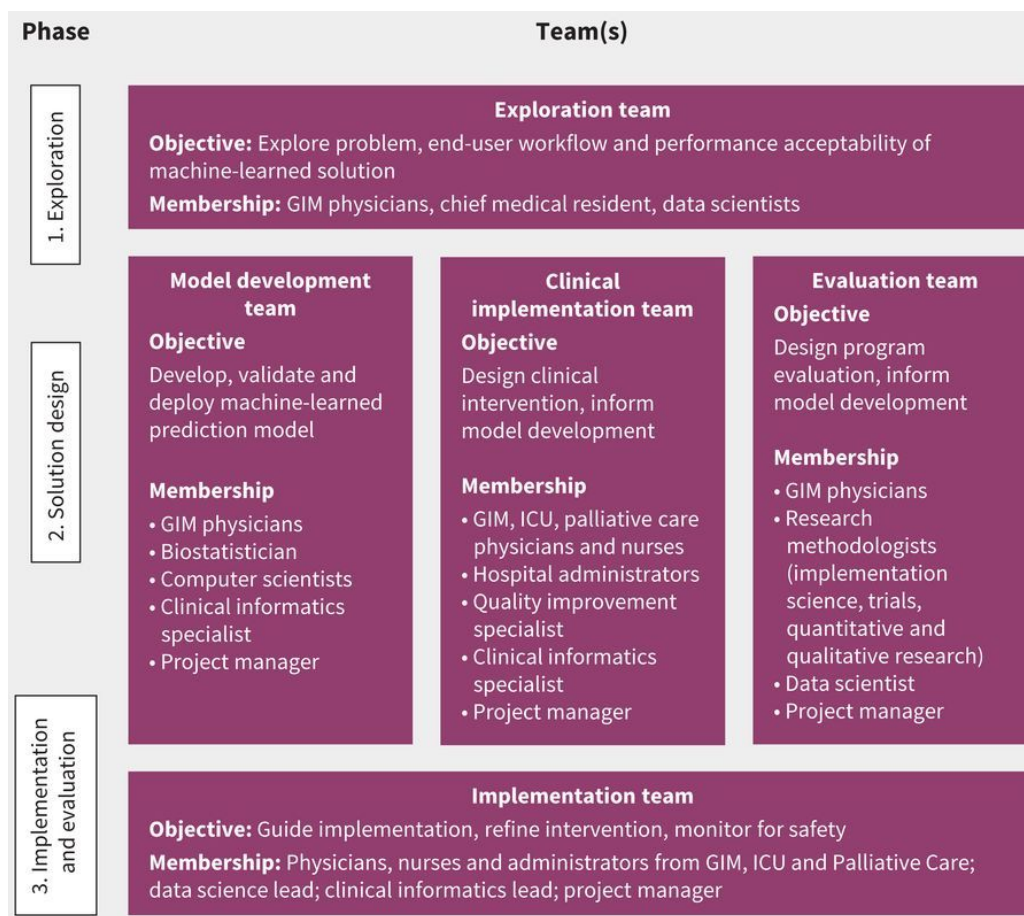 Phase
Team(s)
1. Exploration
Exploration team
Objective: Explore problem, end-user workflow and performance acceptability of
machine-learned solution
Membership: GIM physicians, chief medical resident, data scientists
2. Solution design
Model development
team
Objective
Develop, validate and
deploy machine-learned
prediction model
Membership
• GIM physicians
• Biostatistician
• Computer scientists
• Clinical informatics
specialist
• Project manager
Clinical
implementation team
Objective
Design clinical
intervention, inform
model development
Membership
• GIM, ICU, palliative care
physicians and nurses
• Hospital administrators
• Quality improvement
specialist
• Clinical informatics
specialist
• Project manager
Evaluation team
Objective
Design program
evaluation, inform
model development
Membership
• GIM physicians
• Research
methodologists
(implementation
science, trials,
quantitative and
qualitative research)
• Data scientist
• Project manager
3. Implementation
and evaluation
Implementation team
Objective: Guide implementation, refine intervention, monitor for safety
Membership: Physicians, nurses and administrators from GIM, ICU and Palliative Care;
data science lead; clinical informatics lead; project manager